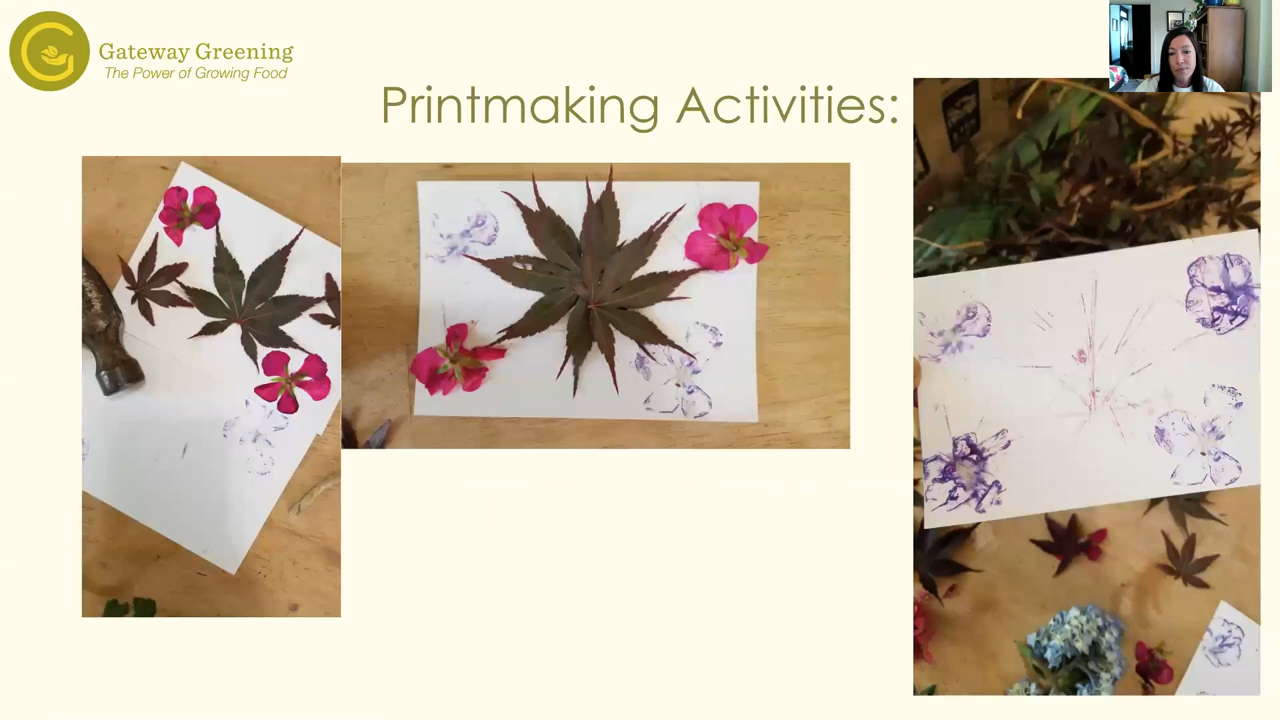 Gateway Greening
The Power of Growing Food
Printmaking Activities: